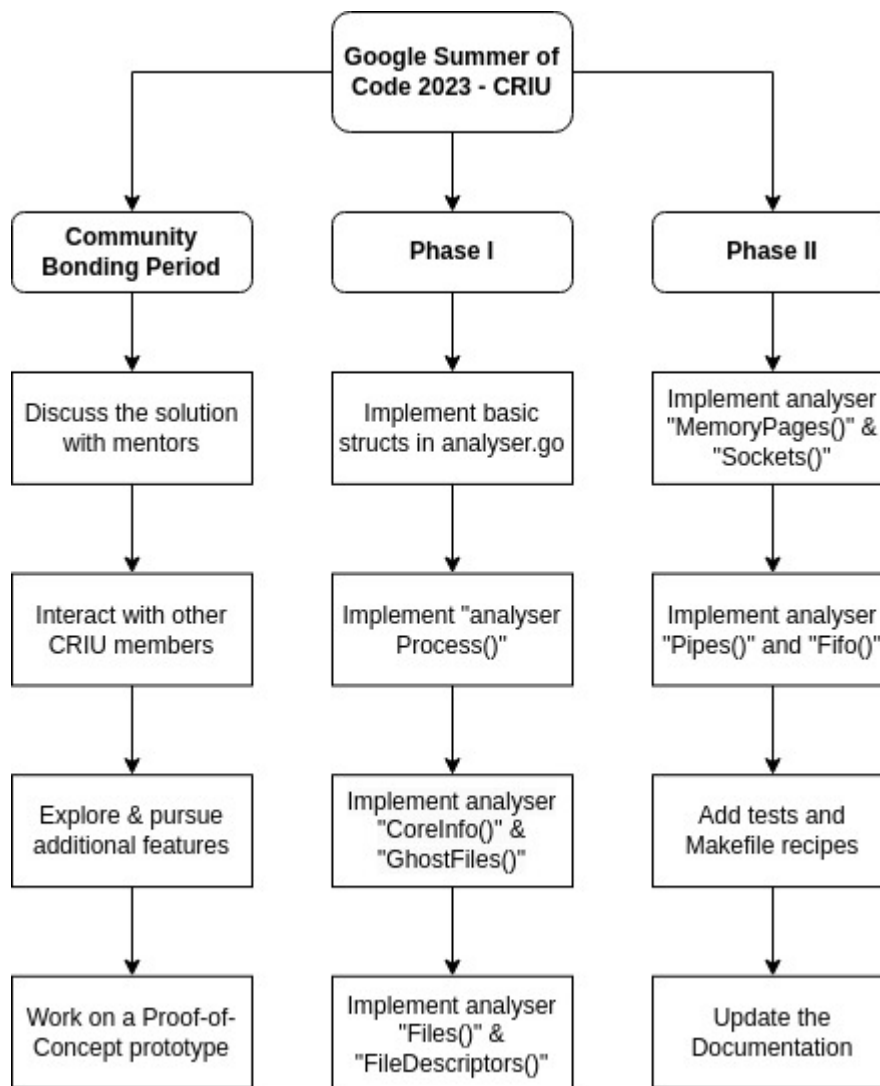 Google Summer of
Code 2023 - CRIU
Community
Bonding Period
Discuss the solution
with mentors
Interact with other
CRIU members
Explore & pursue
additional features
Work on a Proof-of-
Concept prototype
Phase I
Implement basic
structs in analyser.go
Implement "analyser
Process()"
Implement analyser
"CoreInfo()" &
"GhostFiles()"
Implement analyser
"Files()" &
"FileDescriptors()"
Phase II
Implement analyser
"MemoryPages()" &
"Sockets()"
Implement analyser
"Pipes()" and "Fifo()"
Add tests and
Makefile recipes
Update the
Documentation